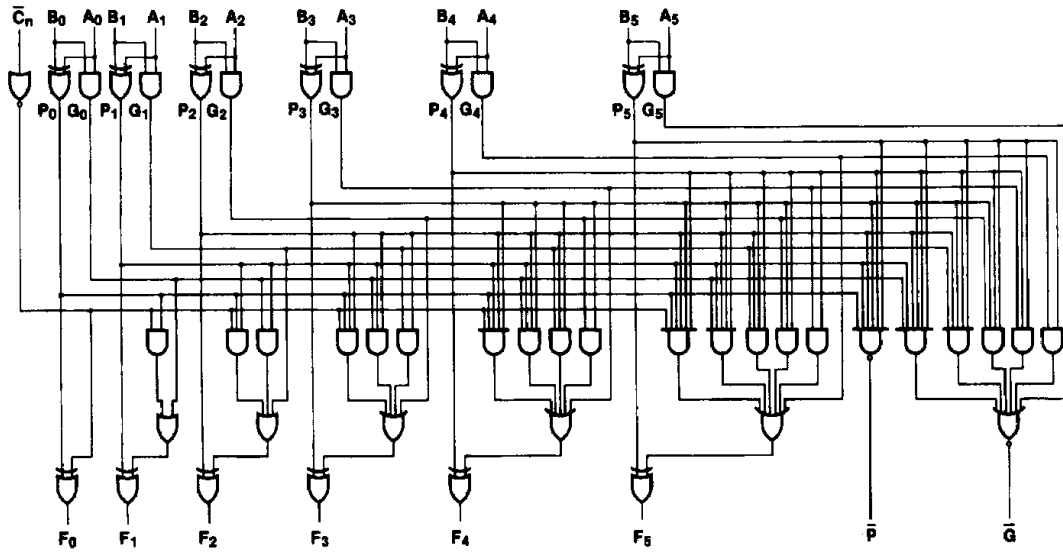 C̅n B0 A0 B1 A1 B2 A2 B3 A3 B4 A4 B5 A5
P0 G0 P1 G1 P2 G2 P3 G3 P4 G4 P5 G5
F0 F1 F2 F3 F4 F5 P̅ G̅